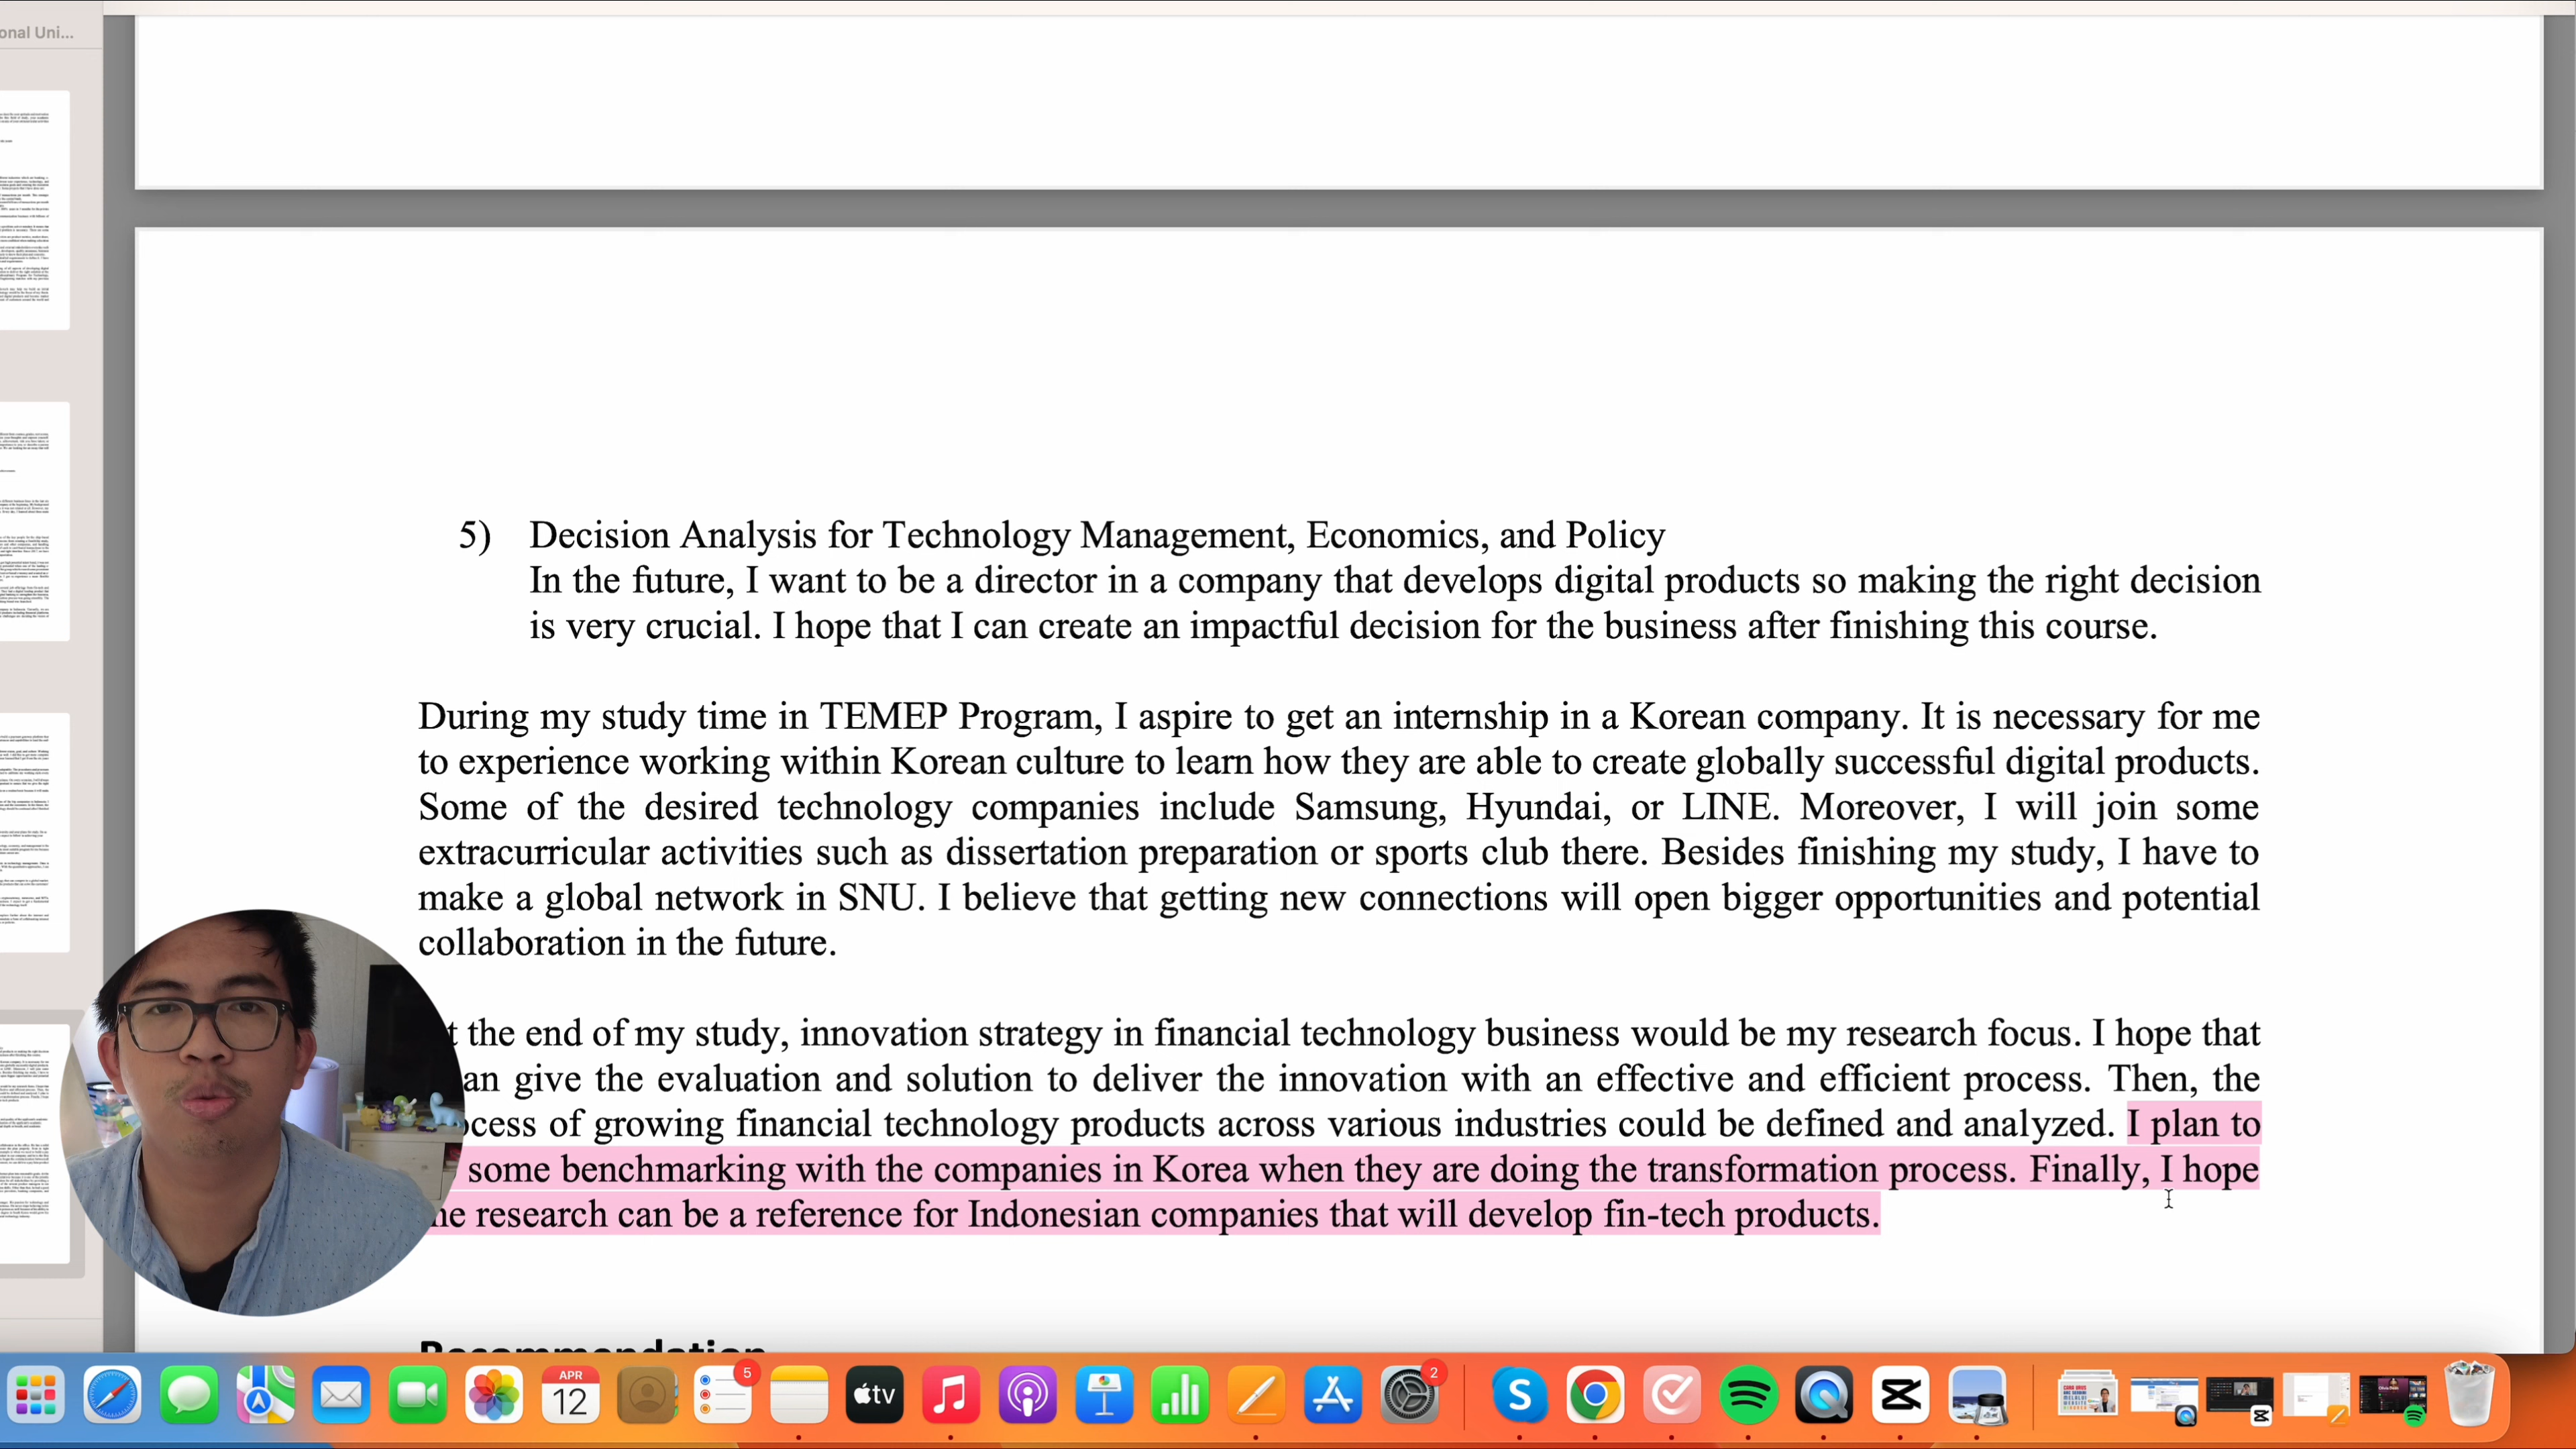 onal Uni...
5) Decision Analysis for Technology Management, Economics, and Policy
In the future, I want to be a director in a company that develops digital products so making the right decision
is very crucial. I hope that I can create an impactful decision for the business after finishing this course.
During my study time in TEMEP Program, I aspire to get an internship in a Korean company. It is necessary for me
to experience working within Korean culture to learn how they are able to create globally successful digital products.
Some of the desired technology companies include Samsung, Hyundai, or LINE. Moreover, I will join some
extracurricular activities such as dissertation preparation or sports club there. Besides finishing my study, I have to
make a global network in SNU. I believe that getting new connections will open bigger opportunities and potential
collaboration in the future.
t the end of my study, innovation strategy in financial technology business would be my research focus. I hope that
an give the evaluation and solution to deliver the innovation with an effective and efficient process. Then, the
cess of growing financial technology products across various industries could be defined and analyzed. I plan to
some benchmarking with the companies in Korea when they are doing the transformation process. Finally, I hope
he research can be a reference for Indonesian companies that will develop fin-tech products.
Recommendation
5
APR
12
tv
2
S